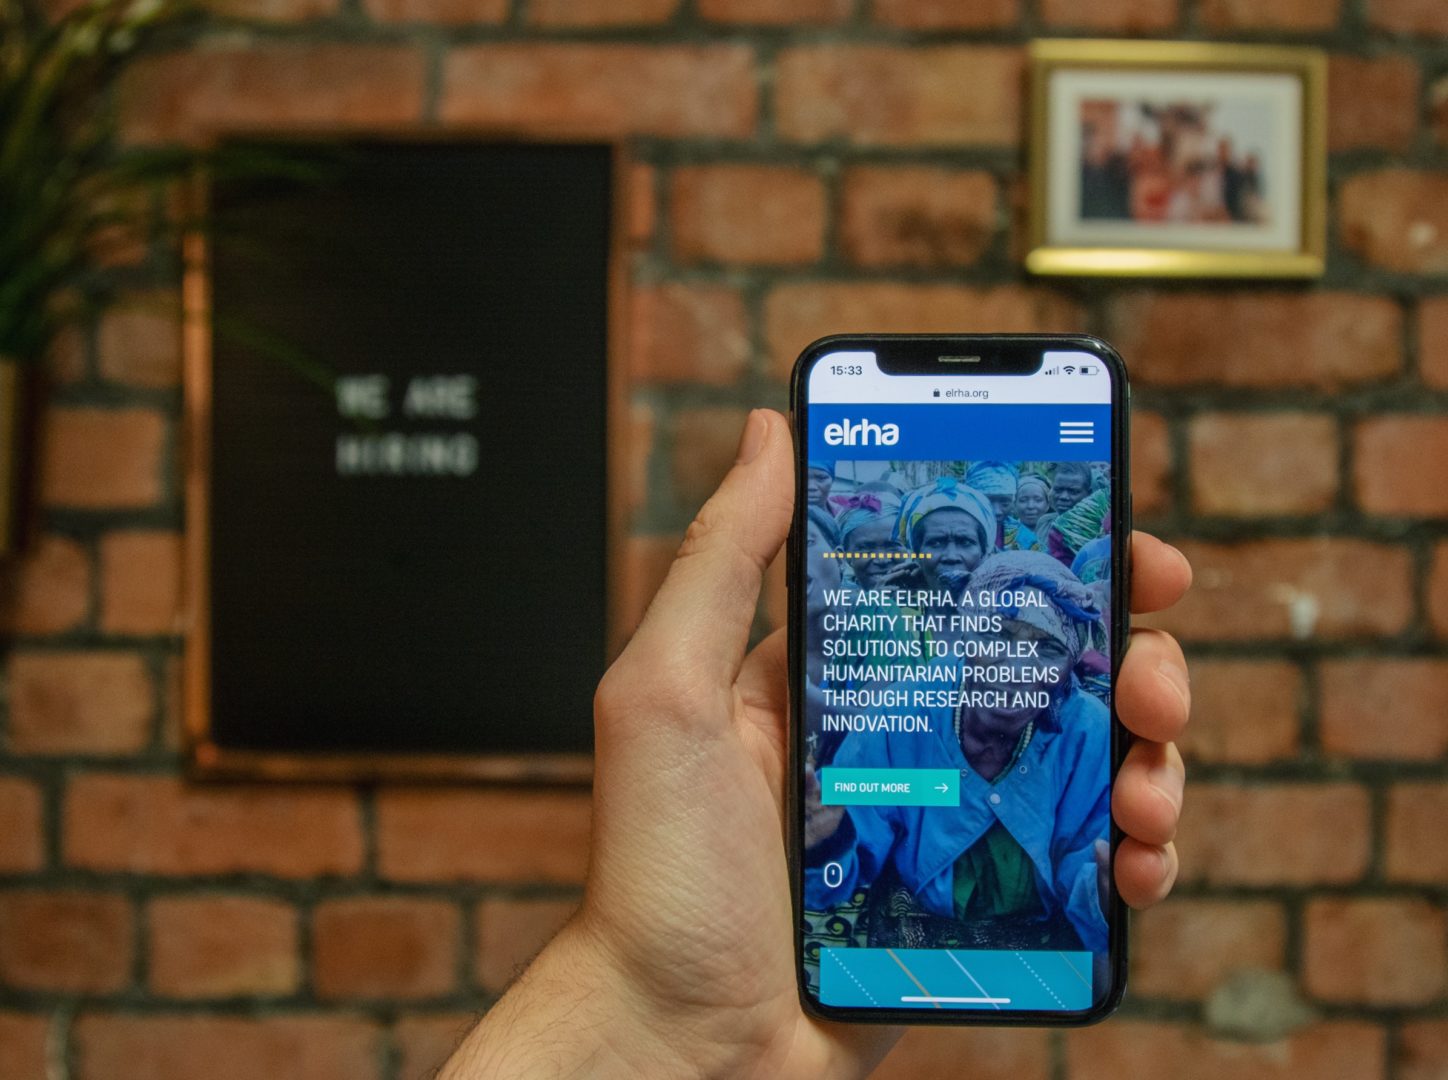 WE ARE
HIRING
15:33
elrha.org
elrha
WE ARE ELRHA. A GLOBAL
CHARITY THAT FINDS
SOLUTIONS TO COMPLEX
HUMANITARIAN PROBLEMS
THROUGH RESEARCH AND
INNOVATION.
FIND OUT MORE